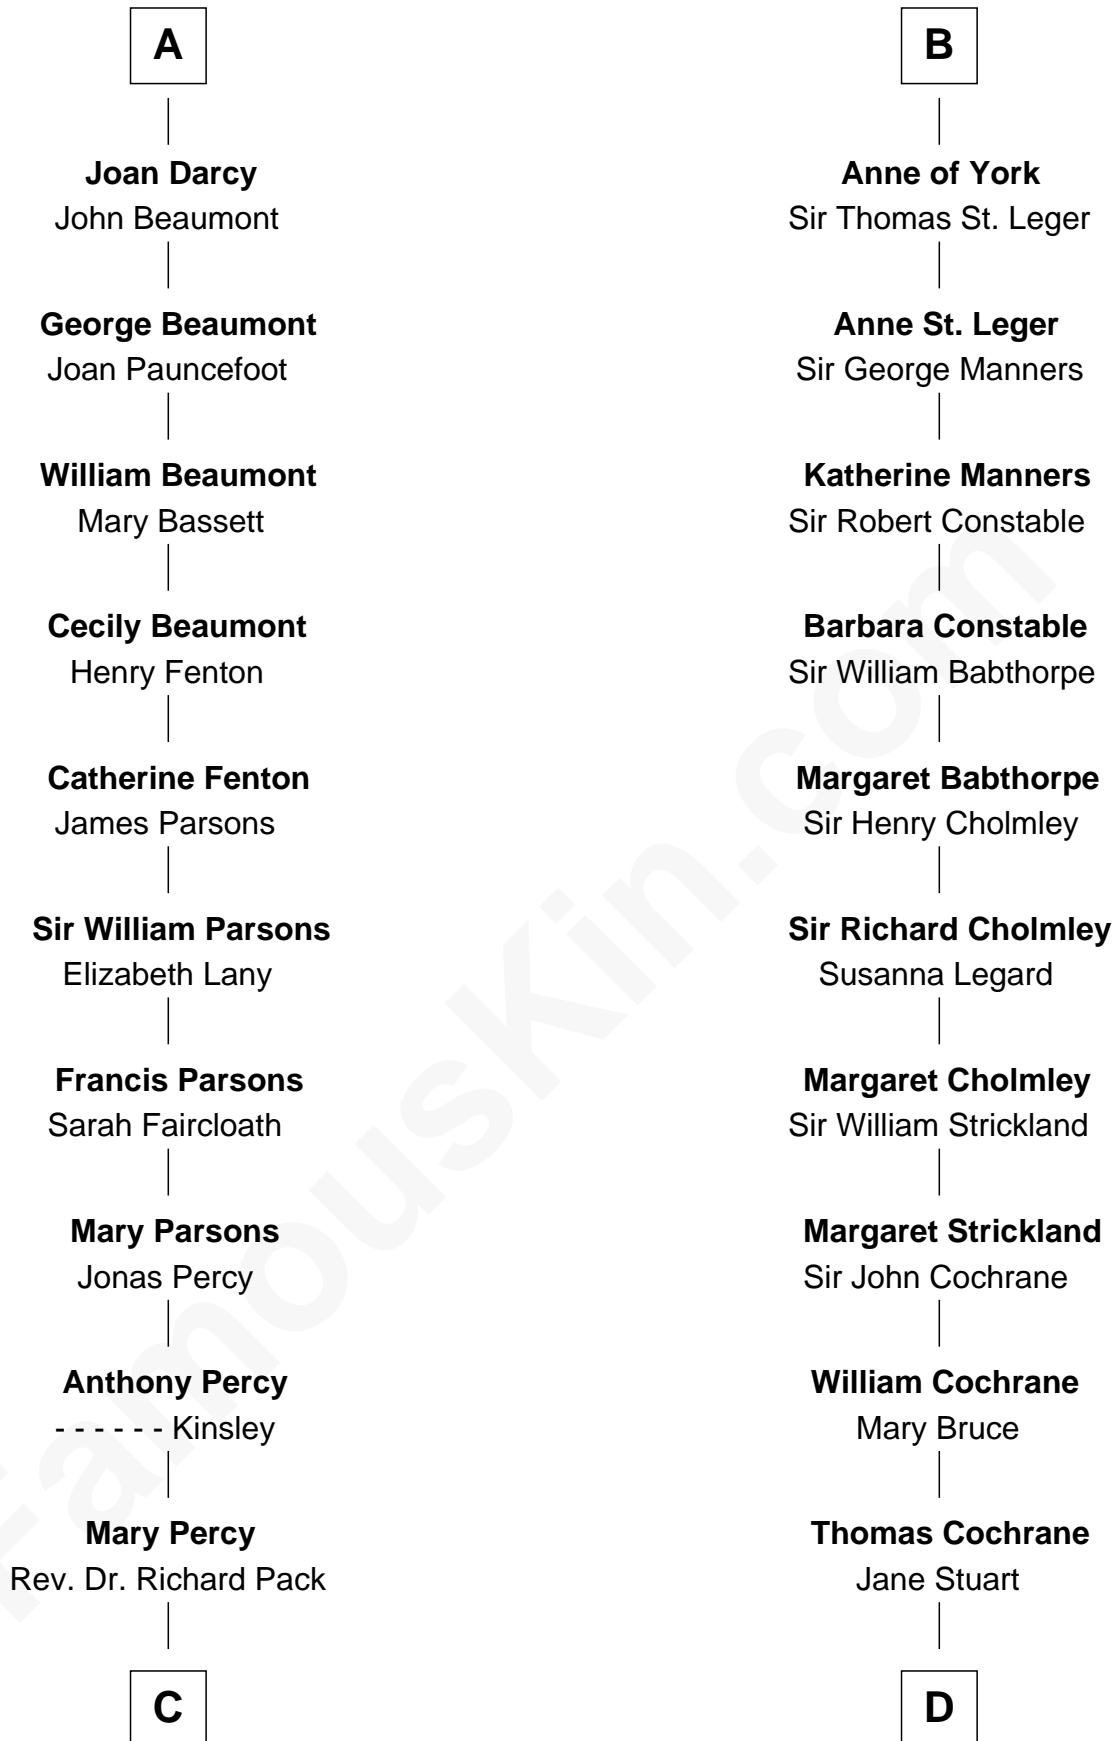 A
Joan Darcy
John Beaumont
George Beaumont
Joan Pauncefoot
William Beaumont
Mary Bassett
Cecily Beaumont
Henry Fenton
Catherine Fenton
James Parsons
Sir William Parsons
Elizabeth Lany
Francis Parsons
Sarah Faircloath
Mary Parsons
Jonas Percy
Anthony Percy
- - - - - - Kinsley
Mary Percy
Rev. Dr. Richard Pack
C
B
Anne of York
Sir Thomas St. Leger
Anne St. Leger
Sir George Manners
Katherine Manners
Sir Robert Constable
Barbara Constable
Sir William Babthorpe
Margaret Babthorpe
Sir Henry Cholmley
Sir Richard Cholmley
Susanna Legard
Margaret Cholmley
Sir William Strickland
Margaret Strickland
Sir John Cochrane
William Cochrane
Mary Bruce
Thomas Cochrane
Jane Stuart
D
FamousKin.com